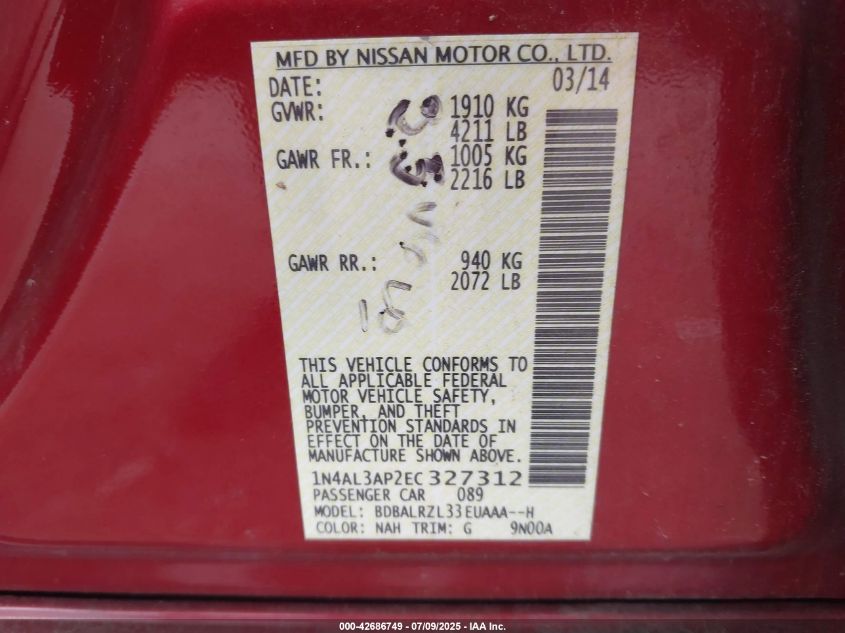 MFD BY NISSAN MOTOR CO., LTD.
DATE: 03/14
GVWR: 1910 KG
4211 LB
GAWR FR.: 1005 KG
2216 LB
GAWR RR.: 940 KG
2072 LB
THIS VEHICLE CONFORMS TO
ALL APPLICABLE FEDERAL
MOTOR VEHICLE SAFETY,
BUMPER, AND THEFT
PREVENTION STANDARDS IN
EFFECT ON THE DATE OF
MANUFACTURE SHOWN ABOVE.
1N4AL3AP2EC327312
PASSENGER CAR 089
MODEL: BDBALRZL33EUAAA--H
COLOR: NAH TRIM: G 9N00A
000-42686749 - 07/09/2025 - IAA Inc.